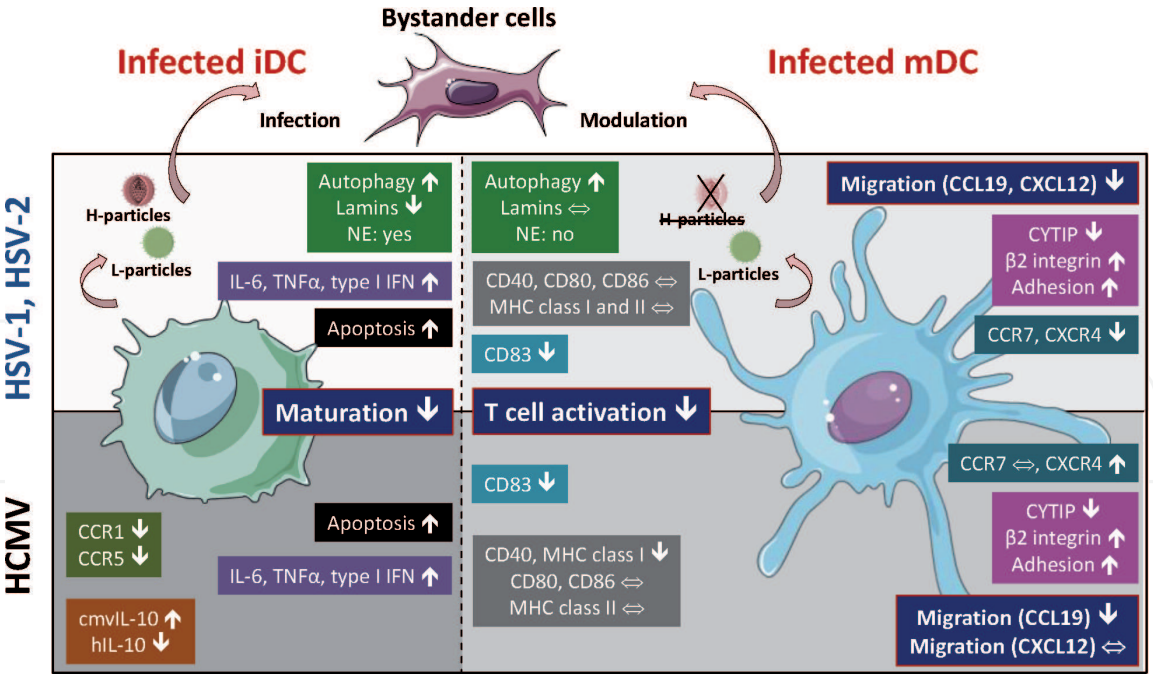 Bystander cells
Infected iDC
Infected mDC
Infection
Modulation
HSV-1, HSV-2
H-particles
L-particles
Autophagy ↑
Lamins ↓
NE: yes
IL-6, TNFα, type I IFN ↑
Apoptosis ↑
Maturation ↓
Autophagy ↑
Lamins ⇔
NE: no
CD40, CD80, CD86 ⇔
MHC class I and II ⇔
CD83 ↓
T cell activation ↓
H-particles
L-particles
Migration (CCL19, CXCL12) ↓
CYTIP ↓
β2 integrin ↑
Adhesion ↑
CCR7, CXCR4 ↓
HCMV
CCR1 ↓
CCR5 ↓
cmvIL-10 ↑
hIL-10 ↓
Apoptosis ↑
IL-6, TNFα, type I IFN ↑
CD83 ↓
CD40, MHC class I ↓
CD80, CD86 ⇔
MHC class II ⇔
CCR7 ⇔, CXCR4 ↑
CYTIP ↓
β2 integrin ↑
Adhesion ↑
Migration (CCL19) ↓
Migration (CXCL12) ⇔